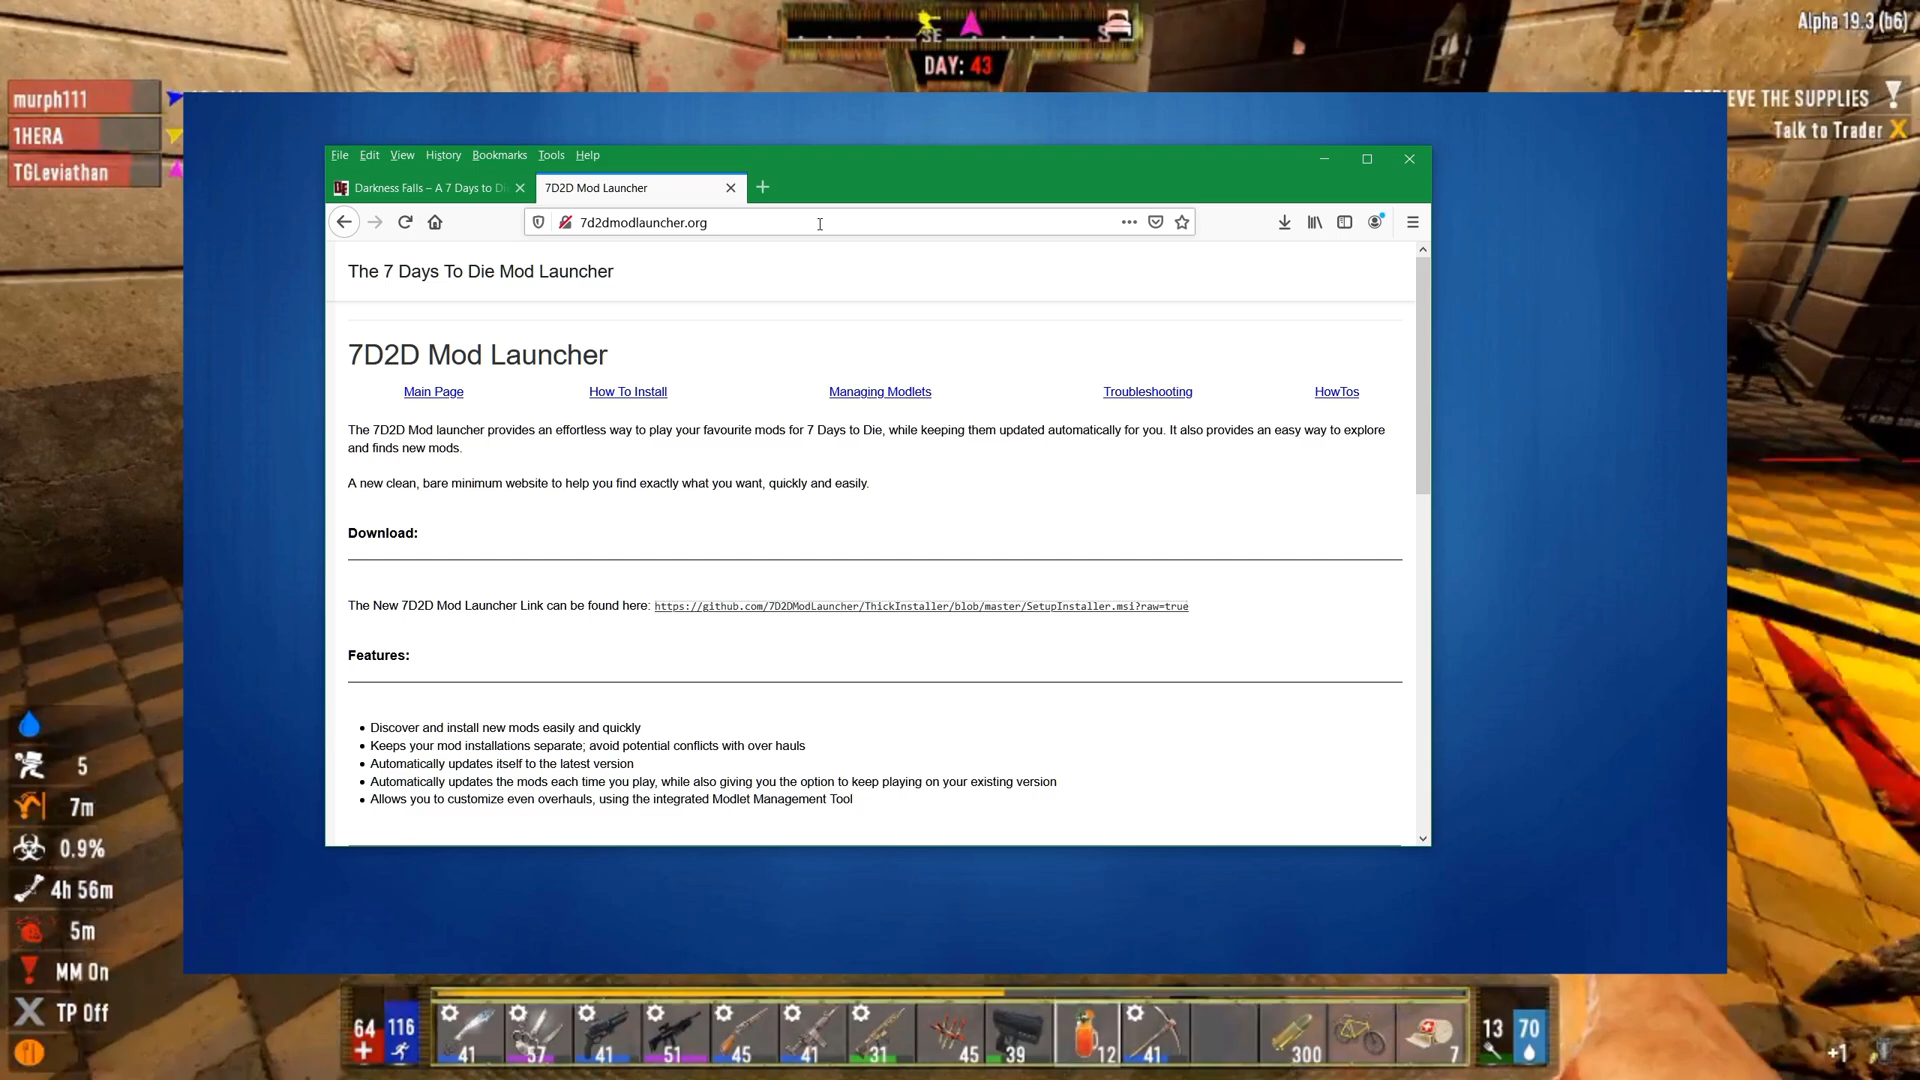 Alpha 19.3 (b6)
SE
S
DAY: 43
murph111
1HERA
TGLeviathan
EVE THE SUPPLIES
Talk to Trader
File Edit View History Bookmarks Tools Help
Darkness Falls – A 7 Days to Di
7D2D Mod Launcher
7d2dmodlauncher.org
The 7 Days To Die Mod Launcher
7D2D Mod Launcher
Main Page How To Install Managing Modlets Troubleshooting HowTos
The 7D2D Mod launcher provides an effortless way to play your favourite mods for 7 Days to Die, while keeping them updated automatically for you. It also provides an easy way to explore
and finds new mods.
A new clean, bare minimum website to help you find exactly what you want, quickly and easily.
Download:
The New 7D2D Mod Launcher Link can be found here: https://github.com/7D2DModLauncher/ThickInstaller/blob/master/SetupInstaller.msi?raw=true
Features:
• Discover and install new mods easily and quickly
• Keeps your mod installations separate; avoid potential conflicts with over hauls
• Automatically updates itself to the latest version
• Automatically updates the mods each time you play, while also giving you the option to keep playing on your existing version
• Allows you to customize even overhauls, using the integrated Modlet Management Tool
5
7m
0.9%
4h 56m
5m
MM On
TP Off
64 116 41 57 41 51 45 41 31 45 39 12 41 300 7 13 70
+1